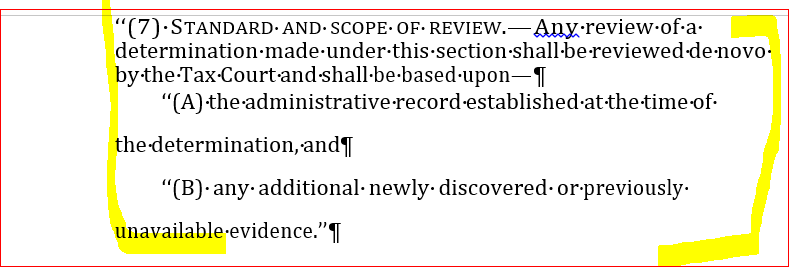 ‘‘(7) STANDARD AND SCOPE OF REVIEW.—Any review of a
determination made under this section shall be reviewed de novo
by the Tax Court and shall be based upon—¶
‘‘(A) the administrative record established at the time of
the determination, and¶
‘‘(B) any additional newly discovered or previously
unavailable evidence.’’¶